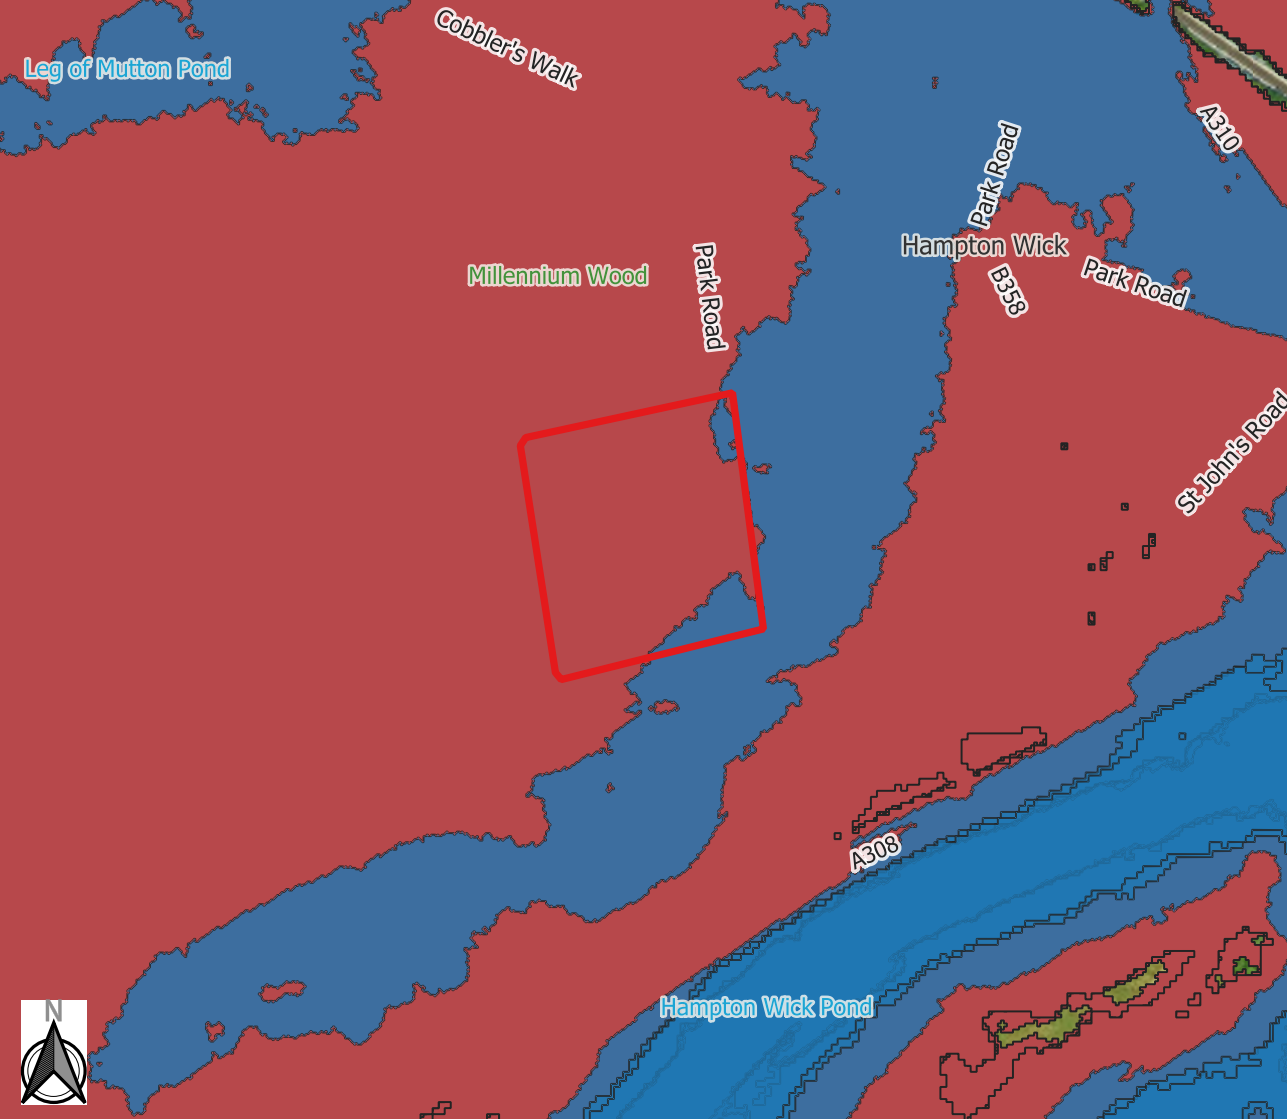 Cobbler's Walk
Leg of Mutton Pond
A310
Park Road
Hampton Wick
Millennium Wood
Park Road
B358
Park Road
St John's Road
A308
Hampton Wick Pond
N